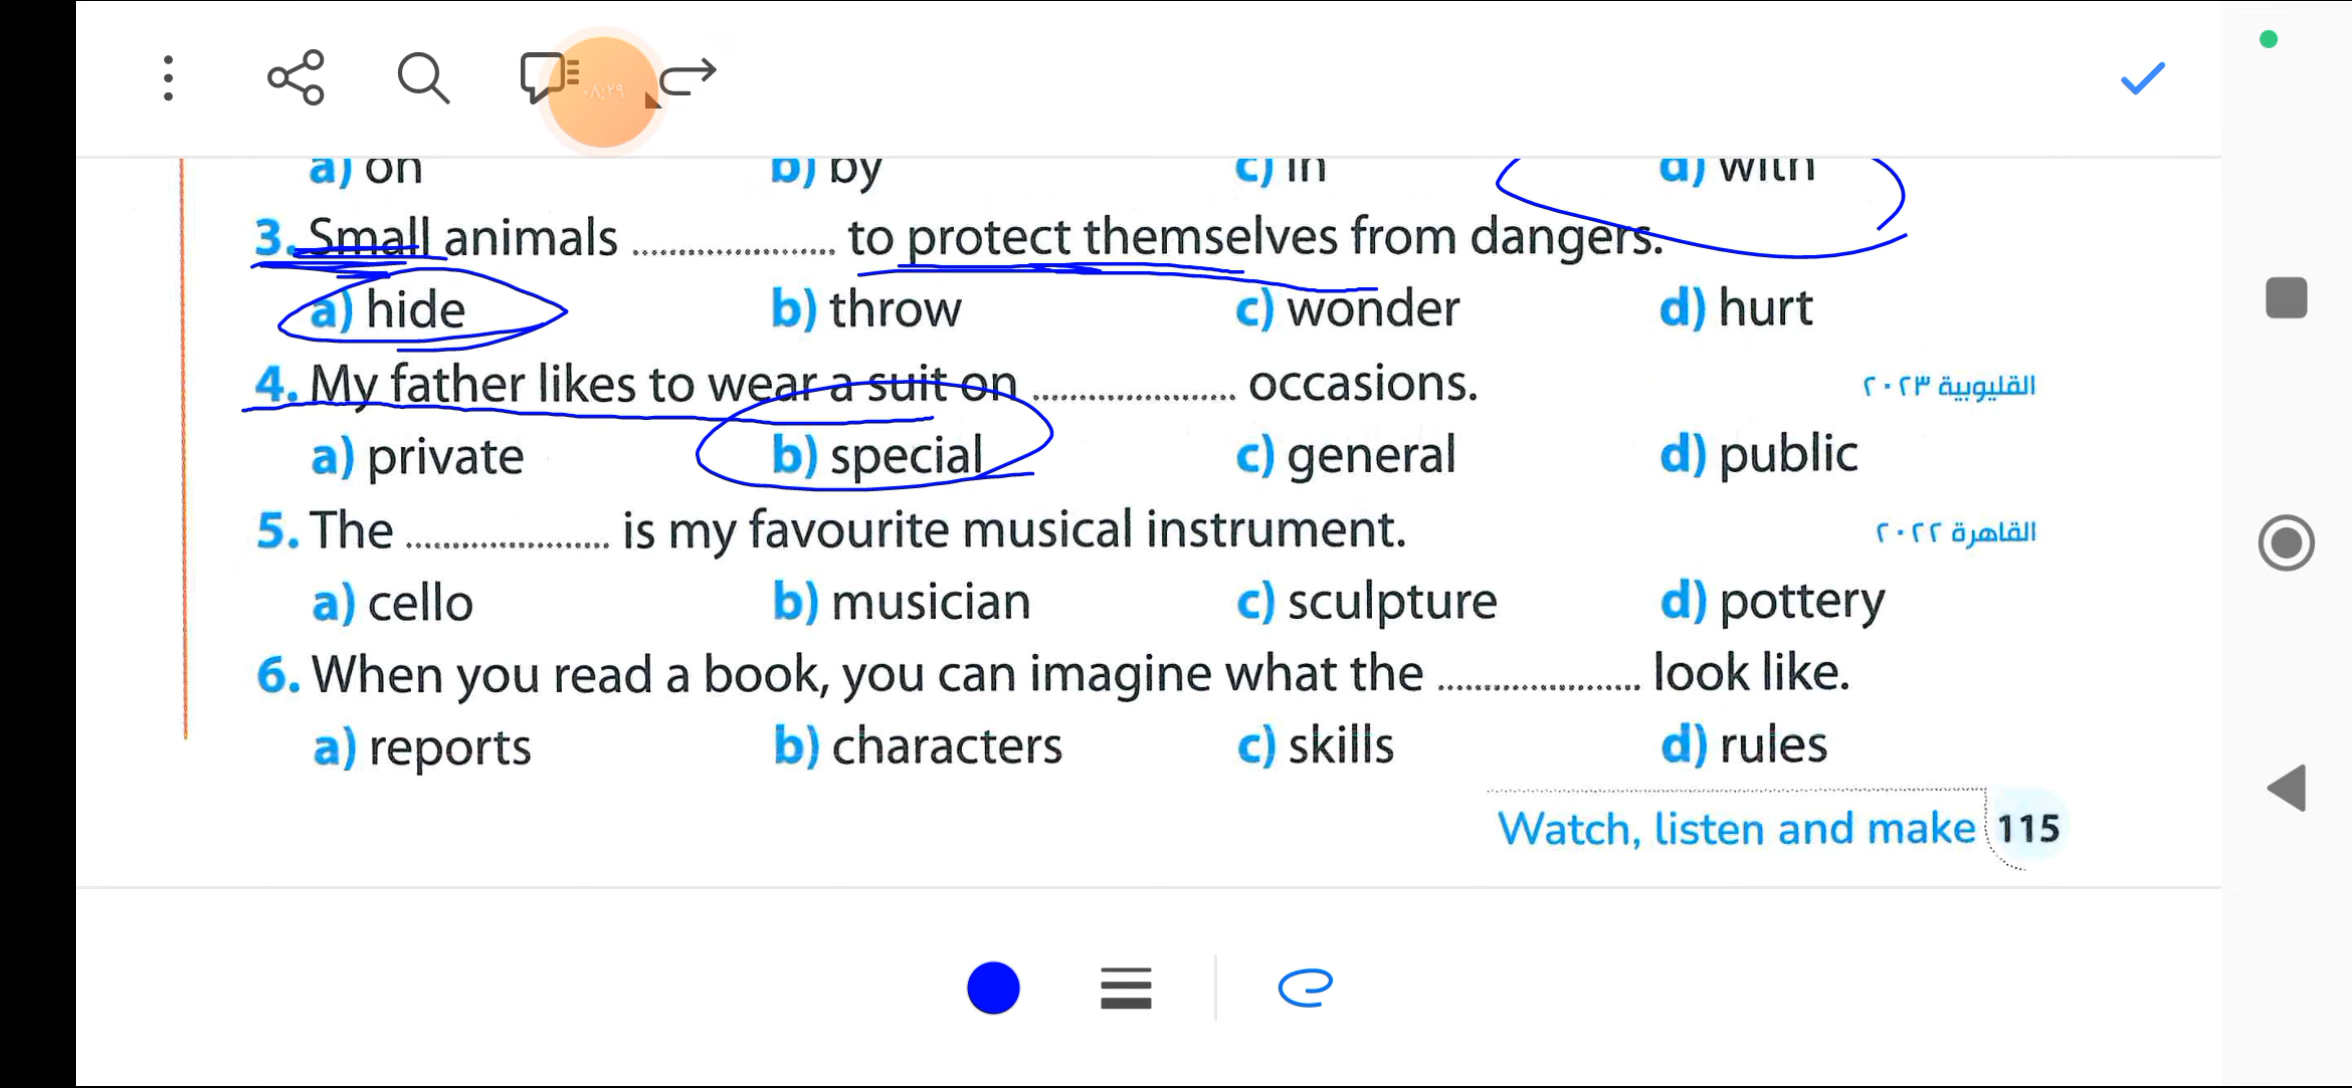 ٠٨:٢٩
a) on b) by c) in d) with
3. Small animals .................... to protect themselves from dangers.
a) hide b) throw c) wonder d) hurt
4. My father likes to wear a suit on .................... occasions. القليوبية ٢٠٢٣
a) private b) special c) general d) public
5. The .................... is my favourite musical instrument. القاهرة ٢٠٢٢
a) cello b) musician c) sculpture d) pottery
6. When you read a book, you can imagine what the .................... look like.
a) reports b) characters c) skills d) rules
Watch, listen and make 115